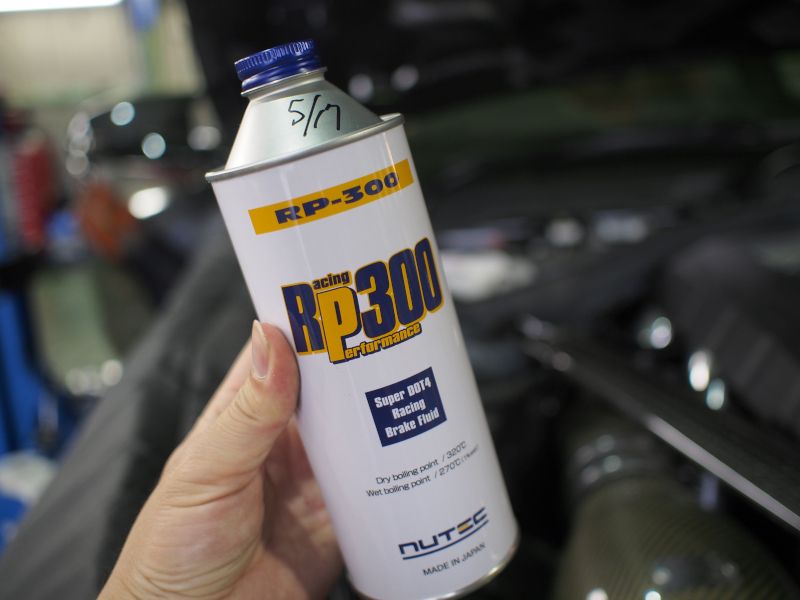 5/17
RP-300
Racing
RP300
Performance
Super DOT4
Racing
Brake Fluid
Dry boiling point / 320℃
Wet boiling point / 270℃
NUTEC
MADE IN JAPAN